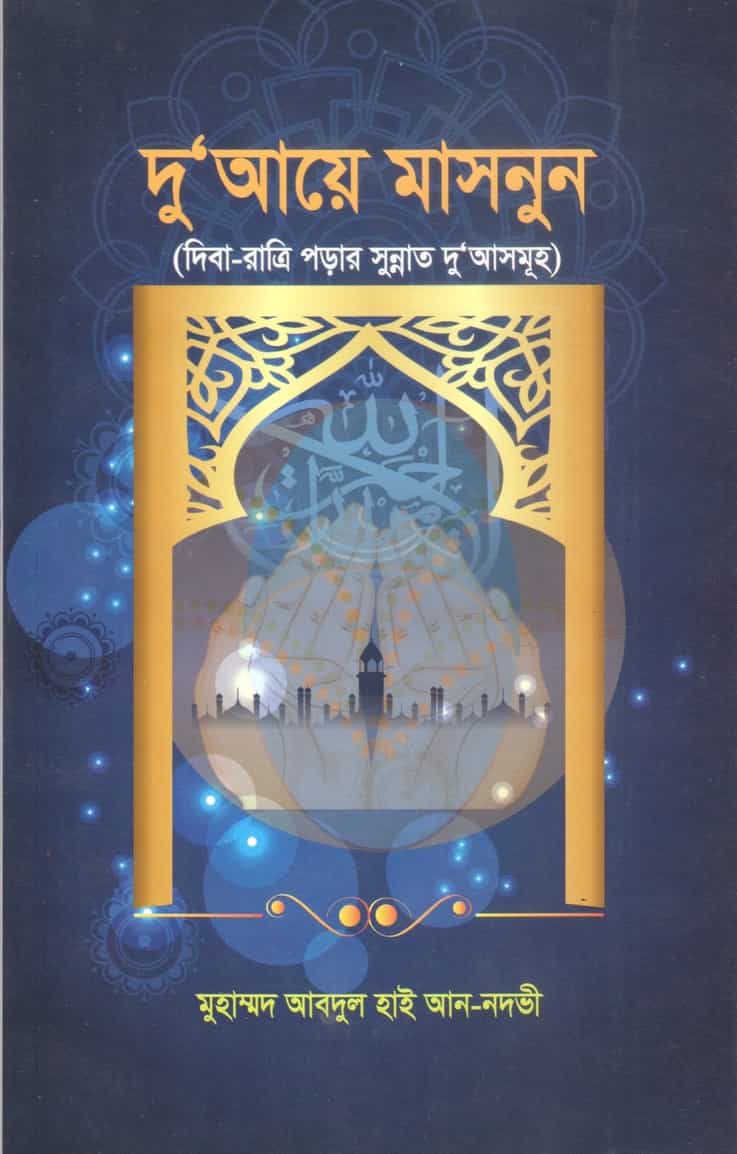 দু‘আয়ে মাসনুন
(দিবা-রাত্রি পড়ার সুন্নাত দু‘আসমূহ)
মুহাম্মদ আবদুল হাই আন-নদভী